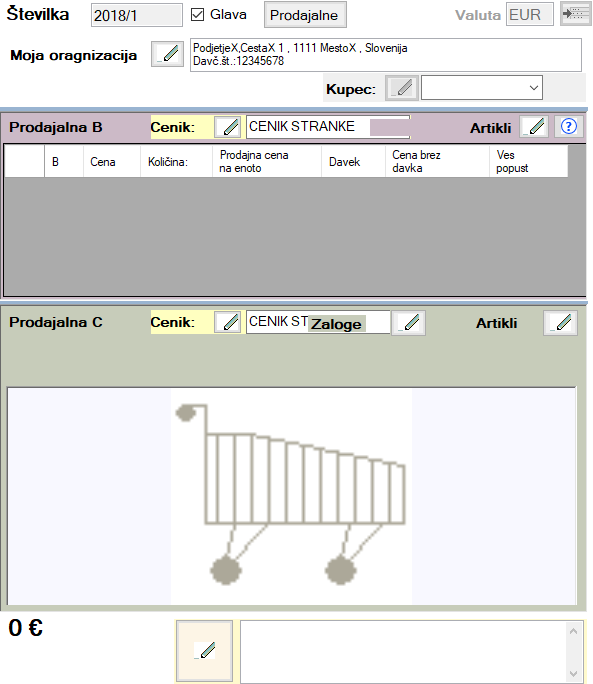 Številka 2018/1 Glava Prodajalne Valuta EUR
Moja oragnizacija PodjetjeX,CestaX 1 , 1111 MestoX , Slovenija
Davč.št.:12345678
Kupec:
Prodajalna B Cenik: CENIK STRANKE Artikli ?
B Cena Količina: Prodajna cena na enoto Davek Cena brez davka Ves popust
Prodajalna C Cenik: CENIK ST Zaloge Artikli
0 €